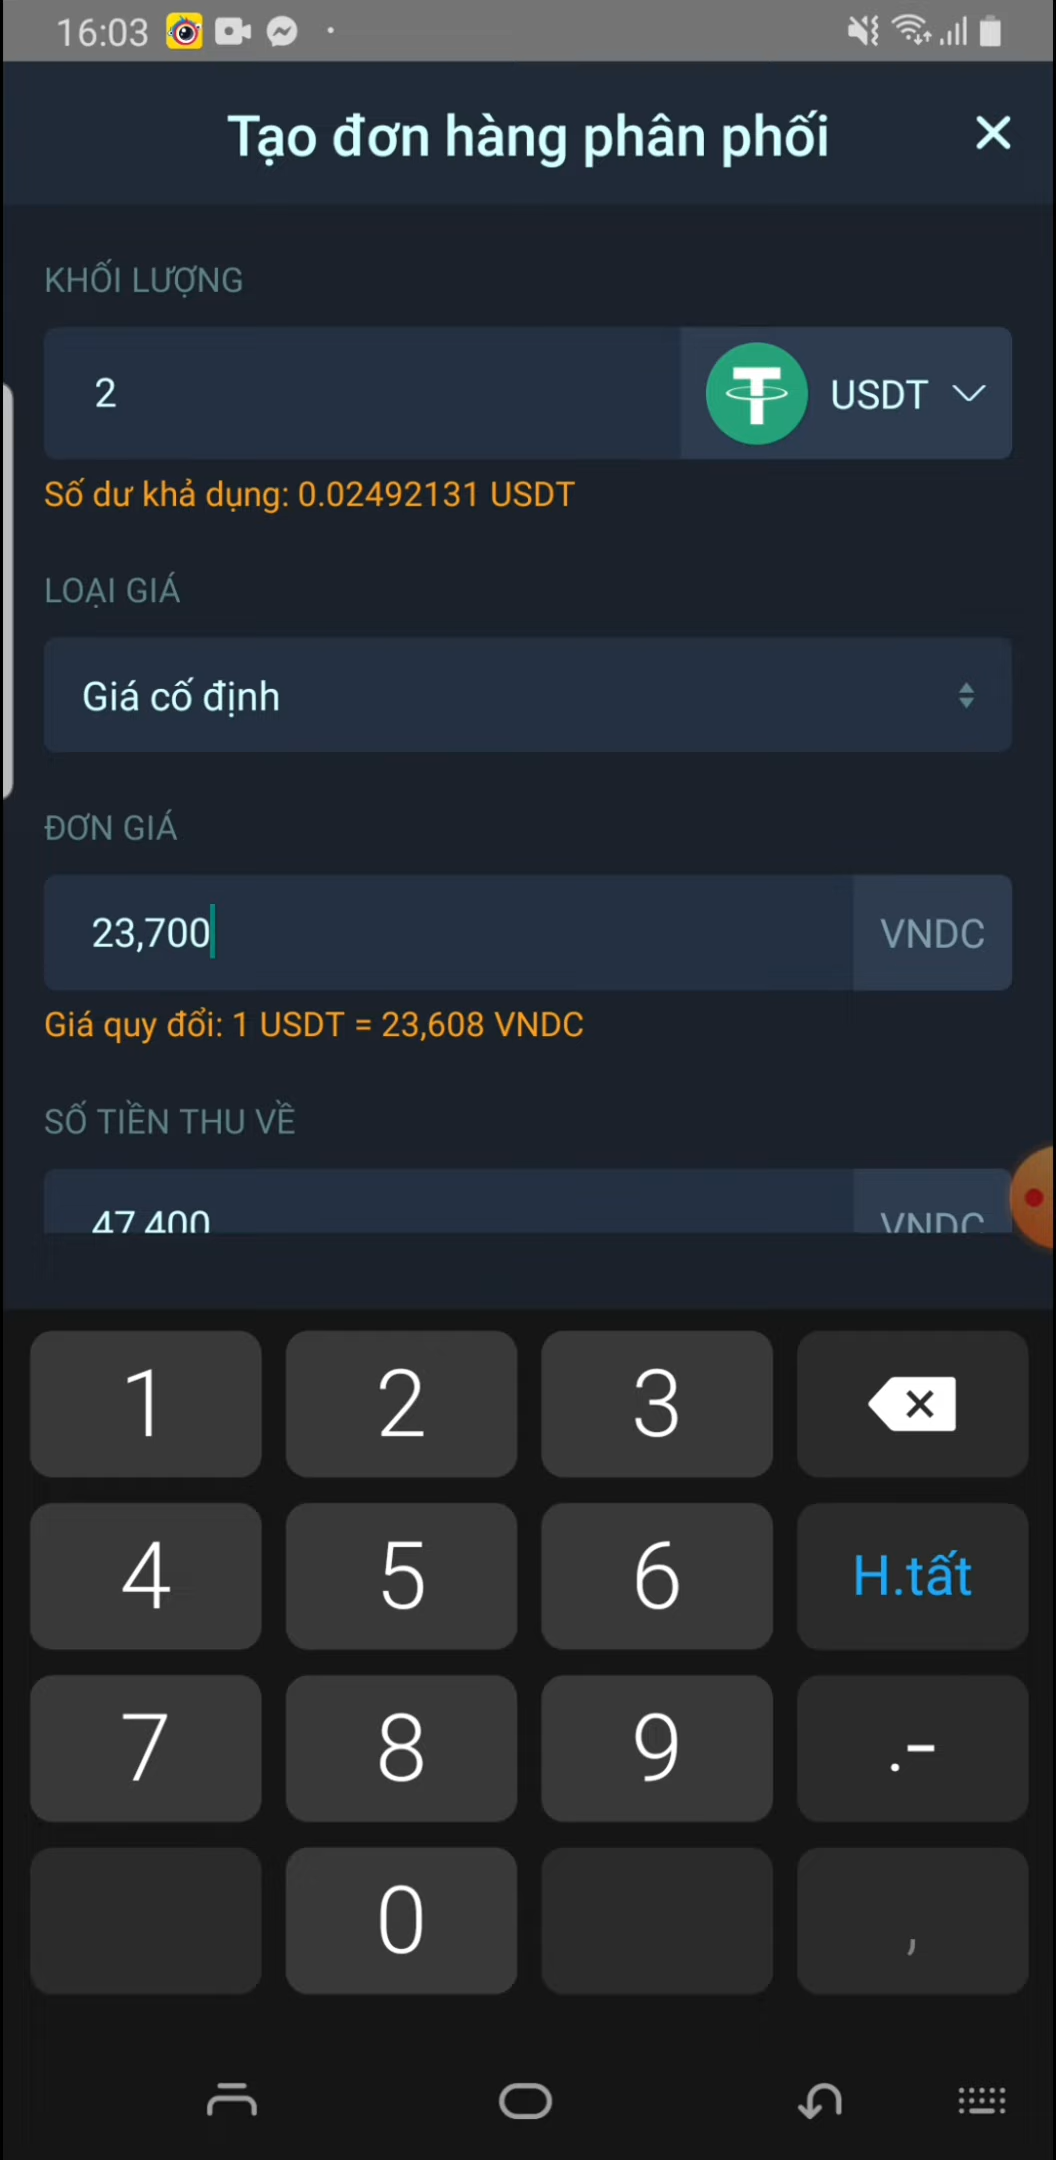 16:03
Tạo đơn hàng phân phối
KHỐI LƯỢNG
2
USDT
Số dư khả dụng: 0.02492131 USDT
LOẠI GIÁ
Giá cố định
ĐƠN GIÁ
23,700
VNDC
Giá quy đổi: 1 USDT = 23,608 VNDC
SỐ TIỀN THU VỀ
47,400
VNDC
1 2 3
4 5 6 H.tất
7 8 9 .-
0 ,